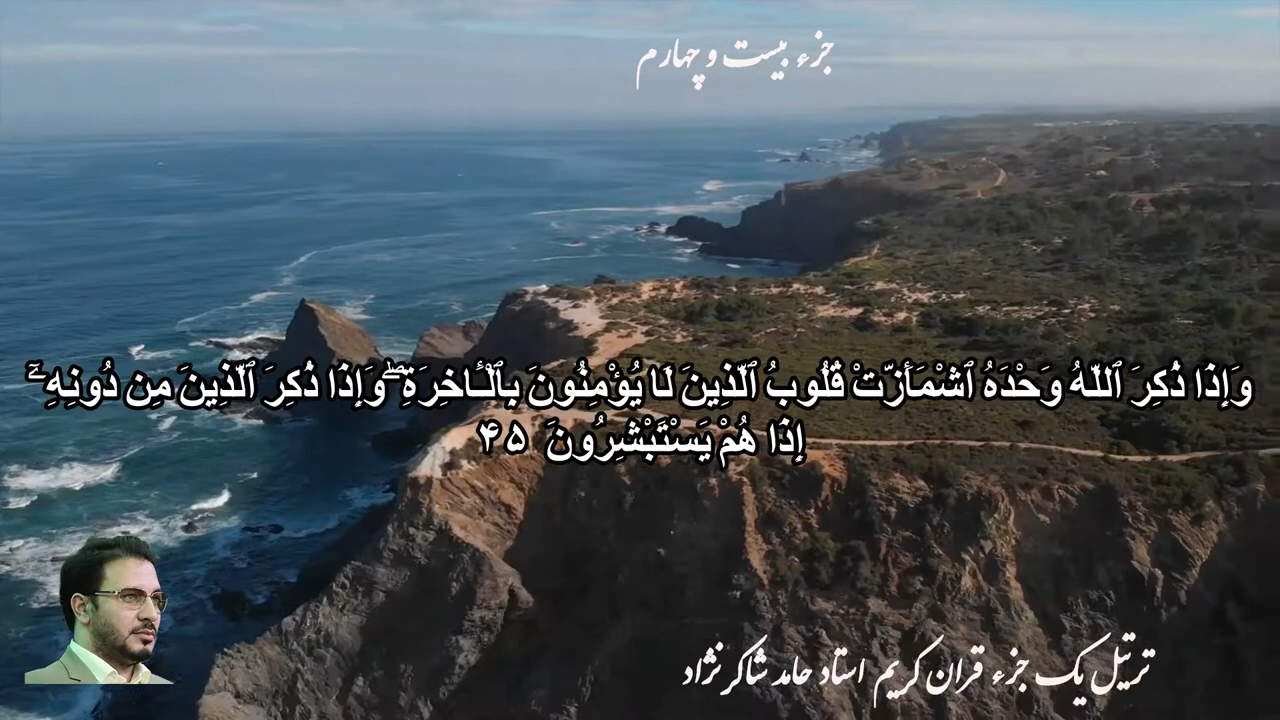 جزء بیست و چهارم
وَإِذَا ذُكِرَ ٱللَّهُ وَحْدَهُ ٱشْمَأَزَّتْ قُلُوبُ ٱلَّذِينَ لَا يُؤْمِنُونَ بِٱلْـَٔاخِرَةِ ۖ وَإِذَا ذُكِرَ ٱلَّذِينَ مِن دُونِهِۦٓ
إِذَا هُمْ يَسْتَبْشِرُونَ ۴۵
ترتیل یک جزء قران کریم استاد حامد شاکرنژاد